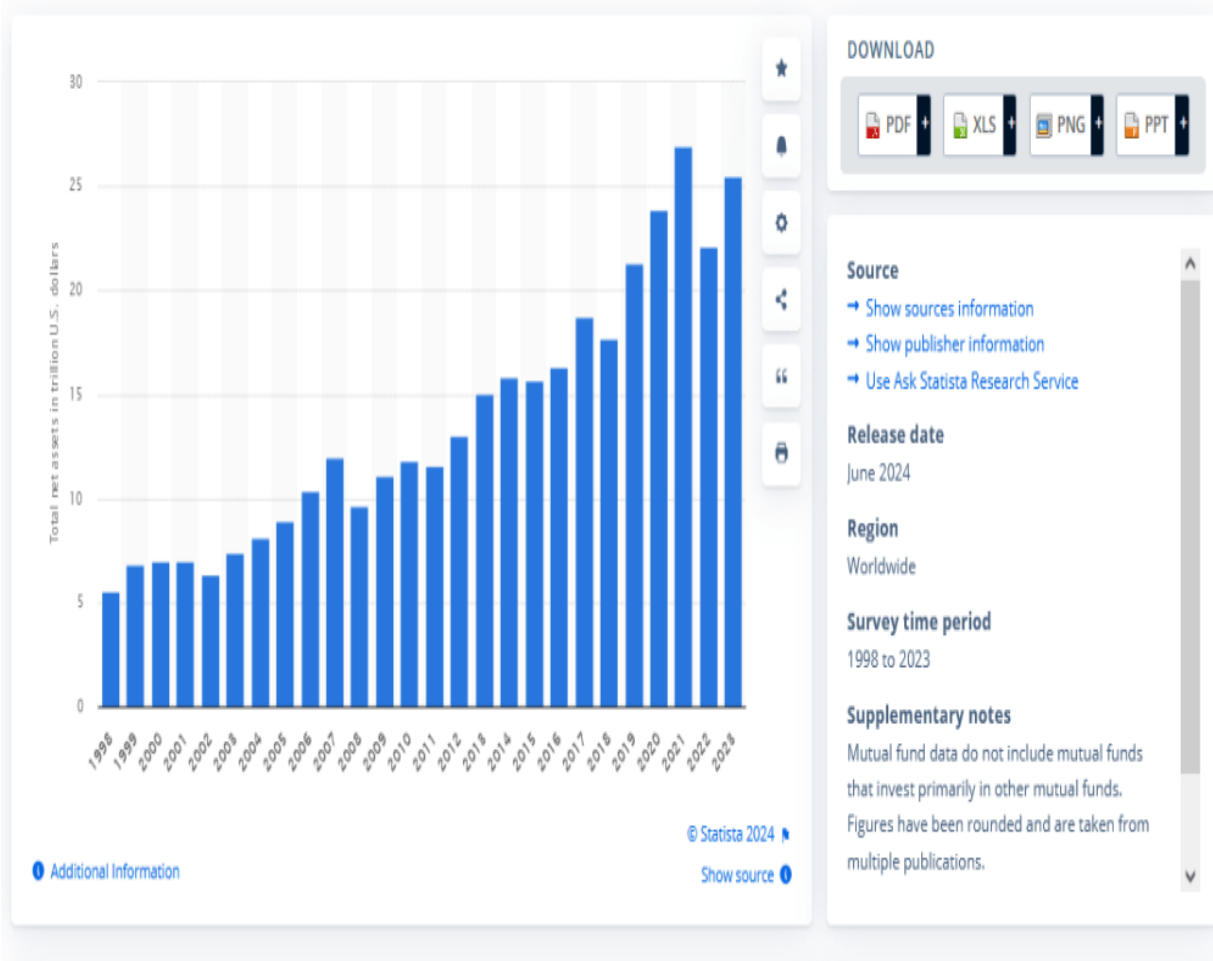 DOWNLOAD
PDF +
XLS +
PNG +
PPT +
Total net assets in trillion U.S. dollars
30
25
20
15
10
5
0
1998
1999
2000
2001
2002
2003
2004
2005
2006
2007
2008
2009
2010
2011
2012
2013
2014
2015
2016
2017
2018
2019
2020
2021
2022
2023
© Statista 2024
Additional Information
Show source
Source
Show sources information
Show publisher information
Use Ask Statista Research Service
Release date
June 2024
Region
Worldwide
Survey time period
1998 to 2023
Supplementary notes
Mutual fund data do not include mutual funds
that invest primarily in other mutual funds.
Figures have been rounded and are taken from
multiple publications.